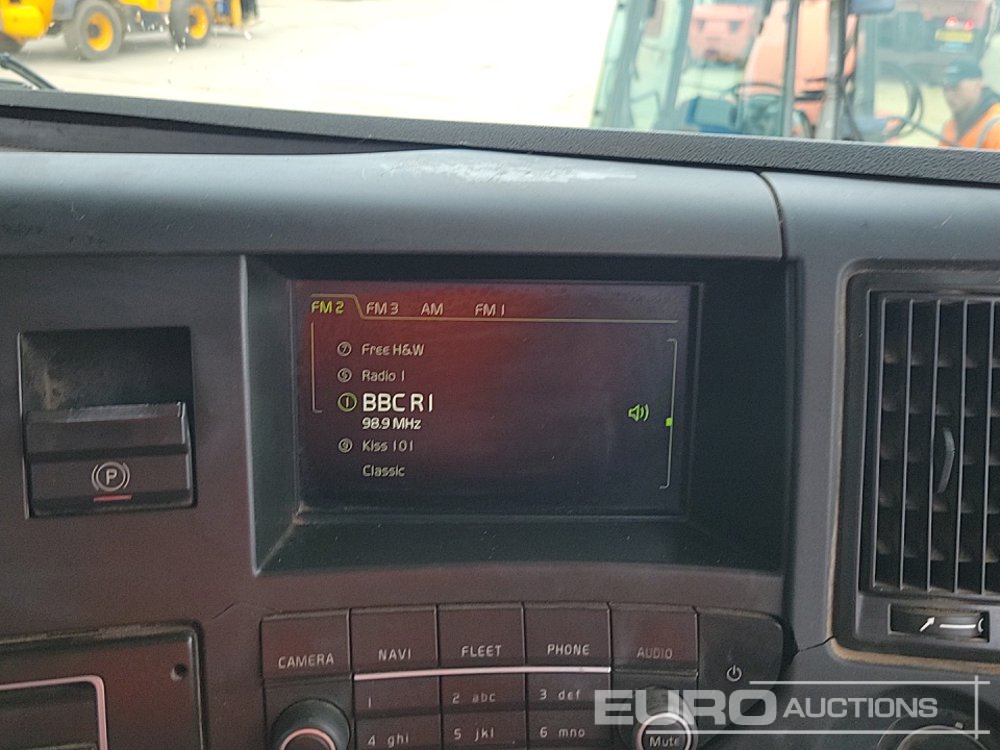 FM 2 FM 3 AM FM 1
7 Free H&W
5 Radio 1
1 BBC R1
98.9 MHz
9 Kiss 101
Classic
P
CAMERA NAVI FLEET PHONE AUDIO
1 2 abc 3 def
4 ghi 5 jkl 6 mno Mute
EURO AUCTIONS